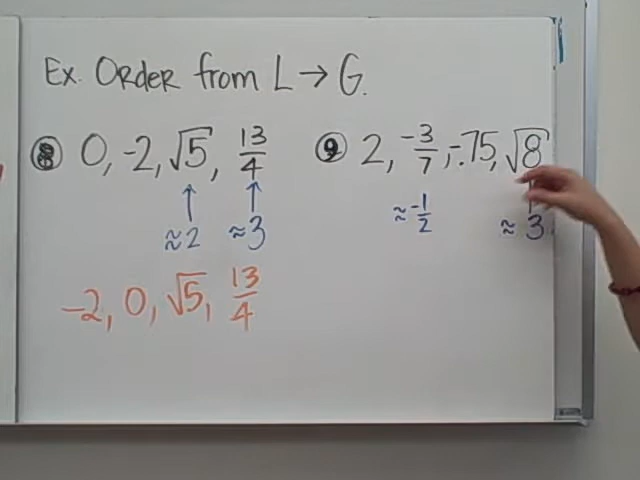 Ex. Order from L → G.
⑧ 0, -2, √5, 13/4
≈2 ≈3
-2, 0, √5, 13/4
⑨ 2, -3/7, -.75, √8
≈ -1/2 ≈ 3